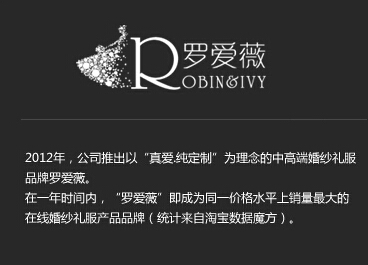 罗爱薇
ROBIN&IVY
2012年，公司推出以“真爱.纯定制”为理念的中高端婚纱礼服
品牌罗爱薇。
在一年时间内，“罗爱薇”即成为同一价格水平上销量最大的
在线婚纱礼服产品品牌（统计来自淘宝数据魔方）。